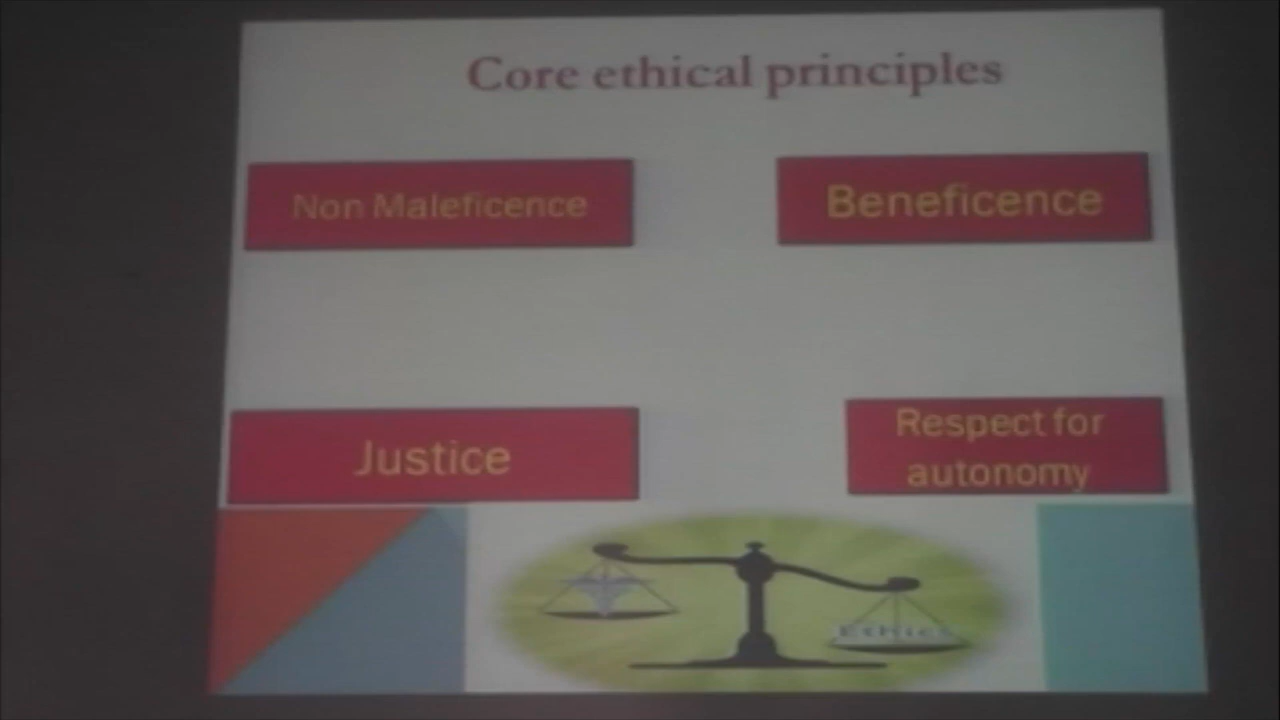 Core ethical principles
Non Maleficence
Beneficence
Justice
Respect for
autonomy
Ethics